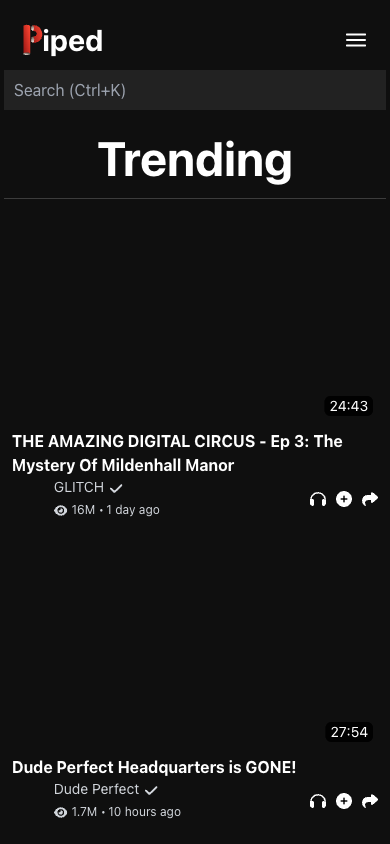 Piped
Search (Ctrl+K)
Trending
24:43
THE AMAZING DIGITAL CIRCUS - Ep 3: The
Mystery Of Mildenhall Manor
GLITCH
16M • 1 day ago
27:54
Dude Perfect Headquarters is GONE!
Dude Perfect
1.7M • 10 hours ago